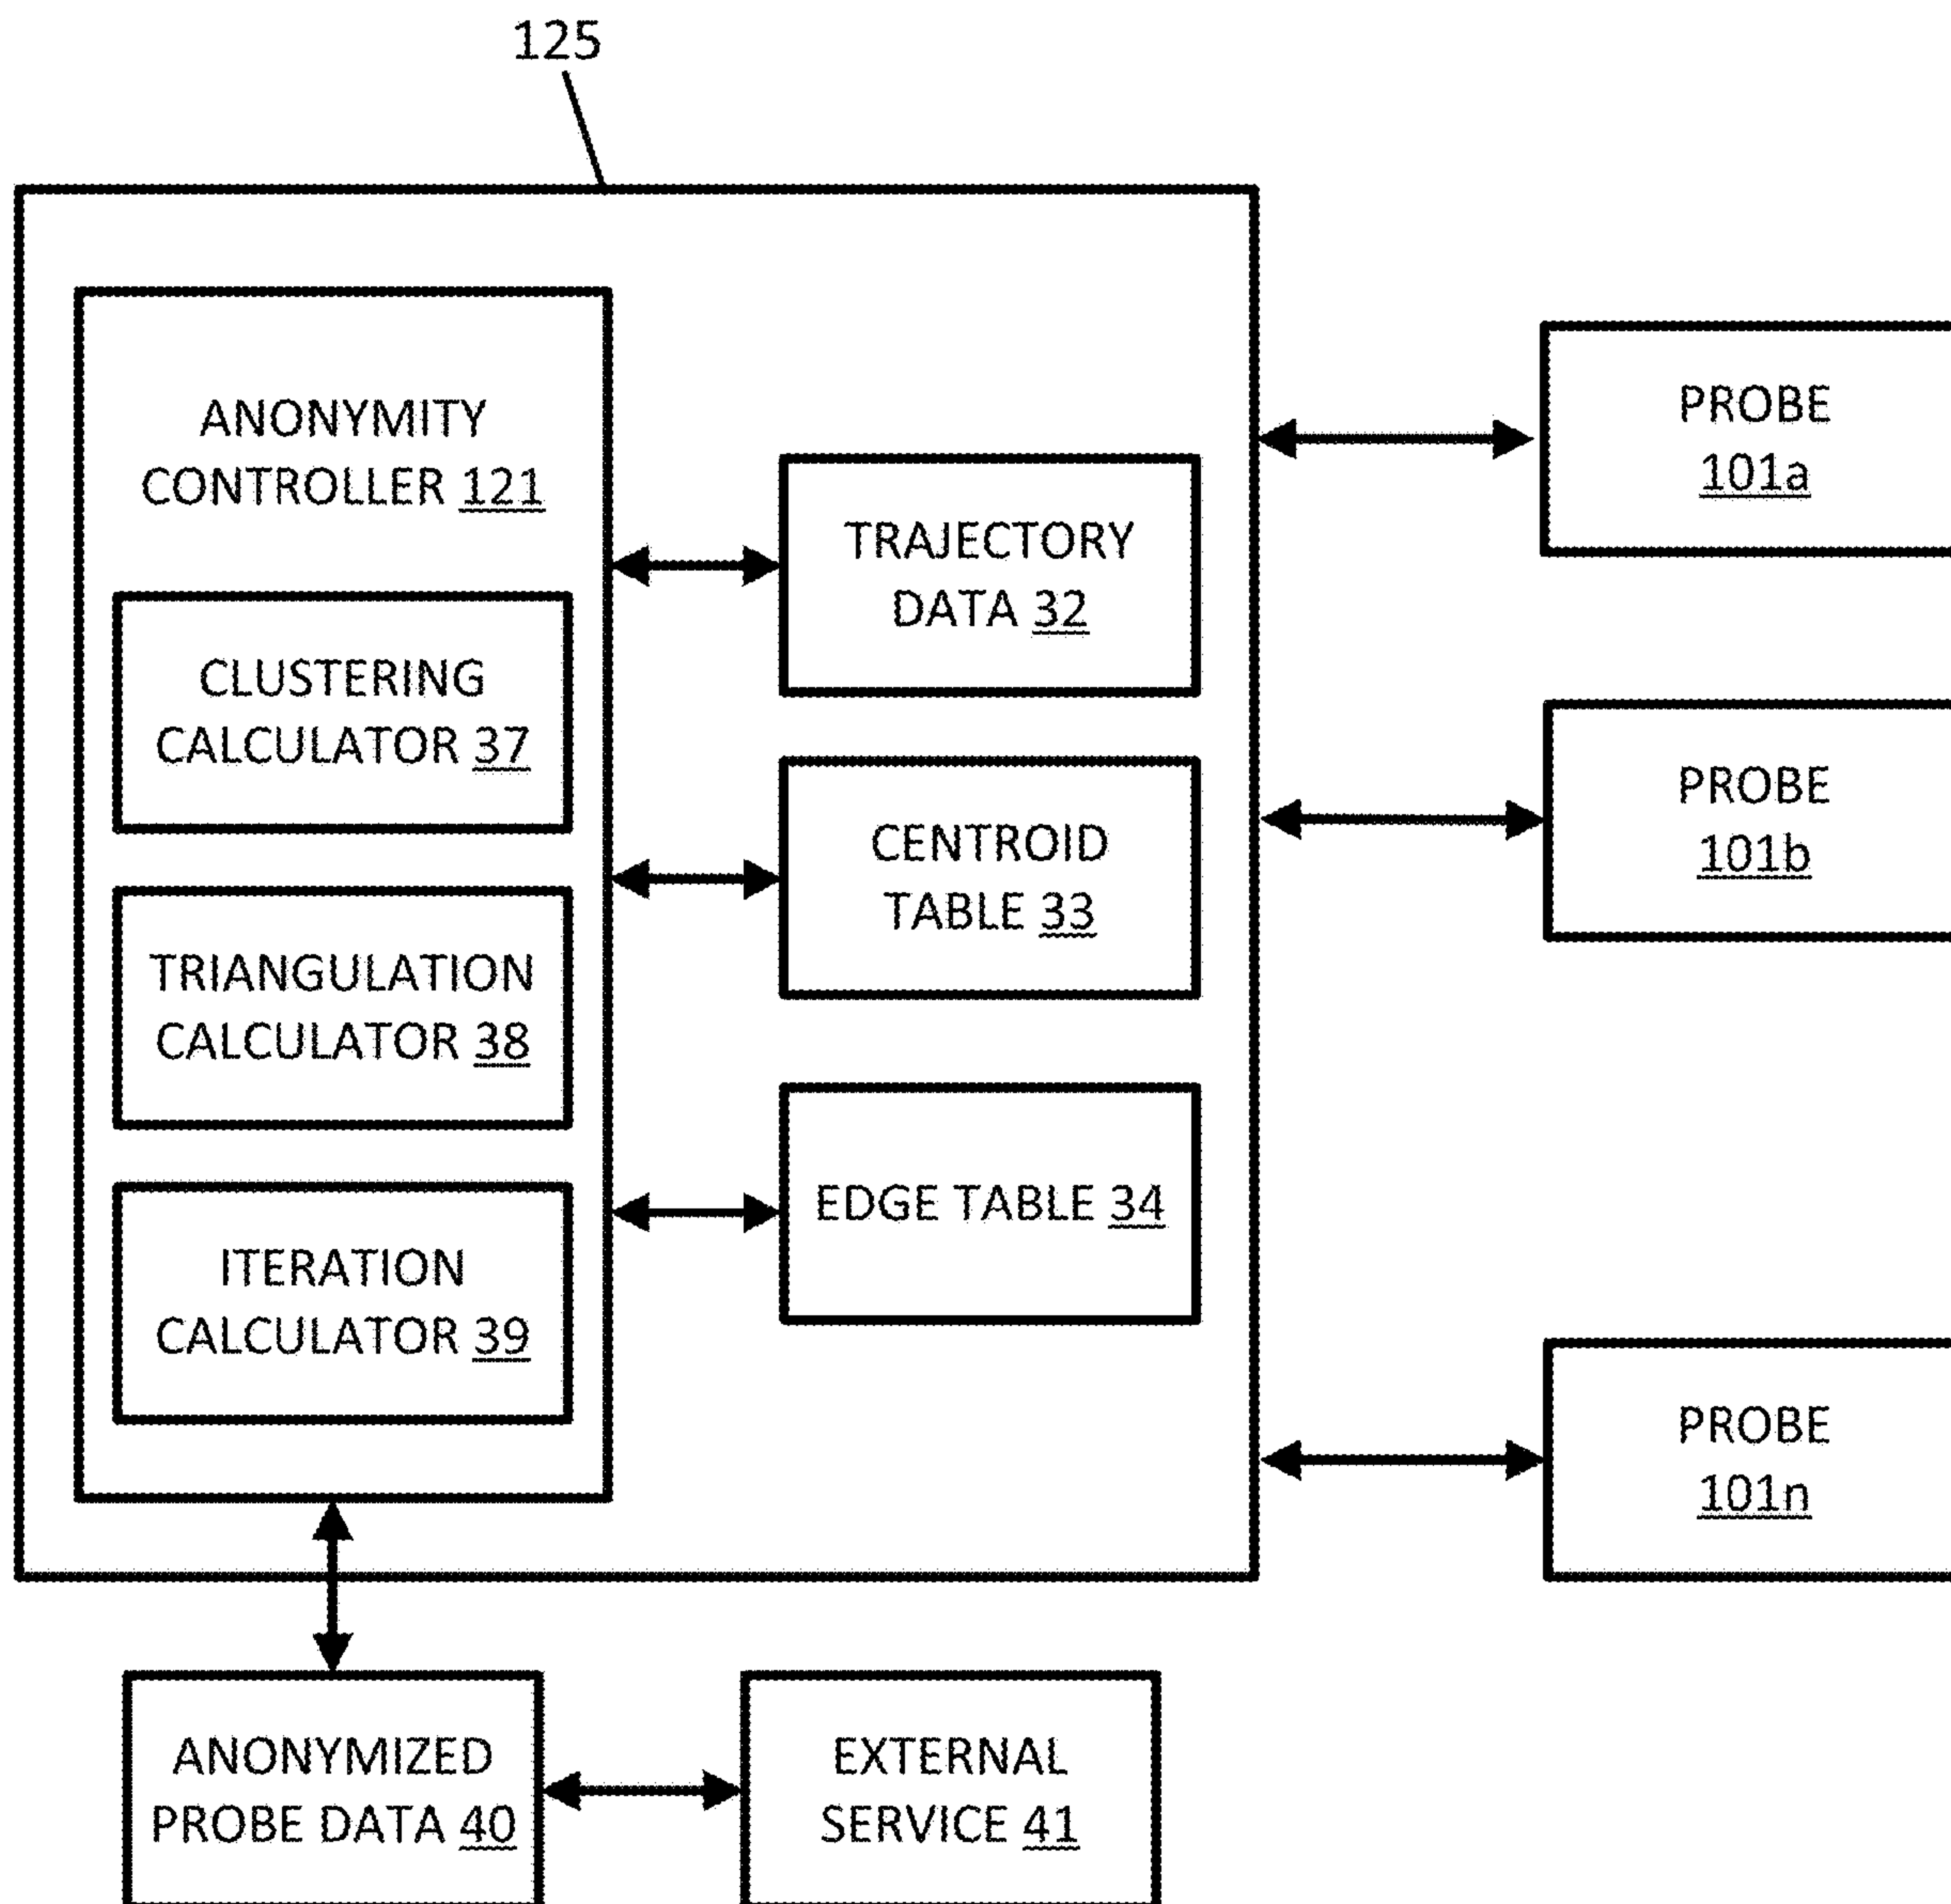 125
ANONYMITY
CONTROLLER 121
CLUSTERING
CALCULATOR 37
TRIANGULATION
CALCULATOR 38
ITERATION
CALCULATOR 39
TRAJECTORY
DATA 32
CENTROID
TABLE 33
EDGE TABLE 34
PROBE
101a
PROBE
101b
PROBE
101n
ANONYMIZED
PROBE DATA 40
EXTERNAL
SERVICE 41